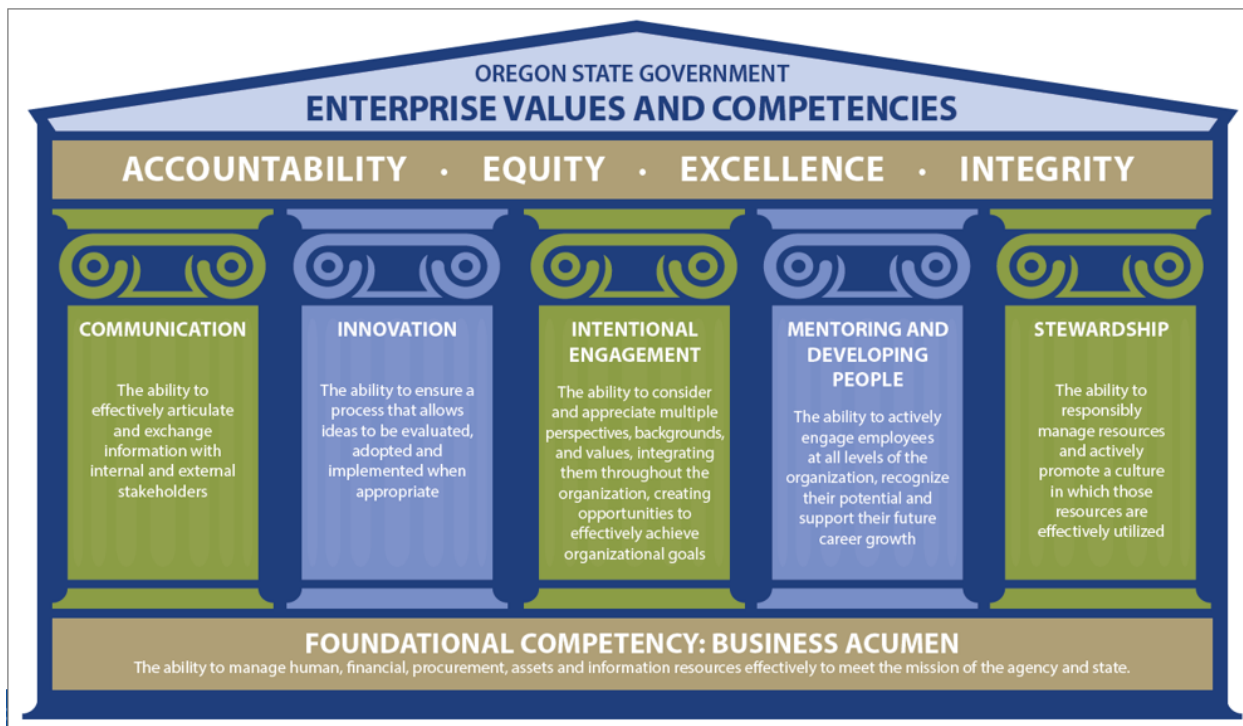 OREGON STATE GOVERNMENT
ENTERPRISE VALUES AND COMPETENCIES
ACCOUNTABILITY · EQUITY · EXCELLENCE · INTEGRITY
COMMUNICATION
The ability to
effectively articulate
and exchange
information with
internal and external
stakeholders
INNOVATION
The ability to ensure a
process that allows
ideas to be evaluated,
adopted and
implemented when
appropriate
INTENTIONAL
ENGAGEMENT
The ability to consider
and appreciate multiple
perspectives, backgrounds,
and values, integrating
them throughout the
organization, creating
opportunities to
effectively achieve
organizational goals
MENTORING AND
DEVELOPING
PEOPLE
The ability to actively
engage employees
at all levels of the
organization, recognize
their potential and
support their future
career growth
STEWARDSHIP
The ability to
responsibly
manage resources
and actively
promote a culture
in which those
resources are
effectively utilized
FOUNDATIONAL COMPETENCY: BUSINESS ACUMEN
The ability to manage human, financial, procurement, assets and information resources effectively to meet the mission of the agency and state.